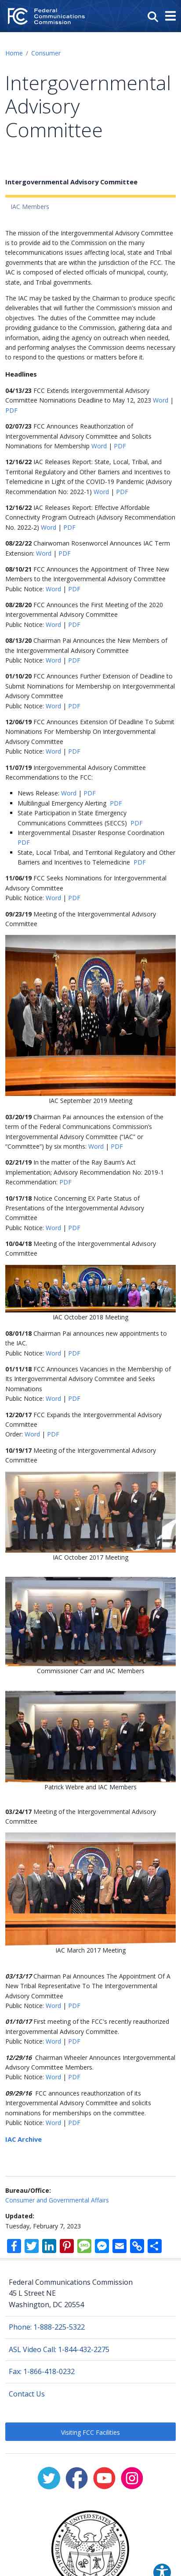 FC Federal
Communications
Commission
Home / Consumer
Intergovernmental
Advisory
Committee
Intergovernmental Advisory Committee
IAC Members
The mission of the Intergovernmental Advisory Committee
is to provide aid to the Commission on the many
telecommunications issues affecting local, state and Tribal
governments that are within the jurisdiction of the FCC. The
IAC is composed of elected officials of municipal, county,
state, and Tribal governments.
The IAC may be tasked by the Chairman to provide specific
deliverables that will further the Commission's mission and
objectives. The duties of the Committee may include
providing guidance to the Commission, gathering data and
information, aiding the agency on outreach when needed,
and performing analysis the Commission deems necessary
to respond to the questions or matters before it.
Headlines
04/13/23 FCC Extends Intergovernmental Advisory
Committee Nominations Deadline to May 12, 2023 Word |
PDF
02/07/23 FCC Announces Reauthorization of
Intergovernmental Advisory Committee and Solicits
Nominations for Membership Word | PDF
12/16/22 IAC Releases Report: State, Local, Tribal, and
Territorial Regulatory and Other Barriers and Incentives to
Telemedicine in Light of the COVID-19 Pandemic (Advisory
Recommendation No: 2022-1) Word | PDF
12/16/22 IAC Releases Report: Effective Affordable
Connectivity Program Outreach (Advisory Recommendation
No. 2022-2) Word | PDF
08/22/22 Chairwoman Rosenworcel Announces IAC Term
Extension: Word | PDF
08/10/21 FCC Announces the Appointment of Three New
Members to the Intergovernmental Advisory Committee
Public Notice: Word | PDF
08/28/20 FCC Announces the First Meeting of the 2020
Intergovernmental Advisory Committee
Public Notice: Word | PDF
08/13/20 Chairman Pai Announces the New Members of
the Intergovernmental Advisory Committee
Public Notice: Word | PDF
01/10/20 FCC Announces Further Extension of Deadline to
Submit Nominations for Membership on Intergovernmental
Advisory Committee
Public Notice: Word | PDF
12/06/19 FCC Announces Extension Of Deadline To Submit
Nominations For Membership On Intergovernmental
Advisory Committee
Public Notice: Word | PDF
11/07/19 Intergovernmental Advisory Committee
Recommendations to the FCC:
News Release: Word | PDF
Multilingual Emergency Alerting PDF
State Participation in State Emergency
Communications Committees (SECCS) PDF
Intergovernmental Disaster Response Coordination
PDF
State, Local, Tribal, and Territorial Regulatory and Other
Barriers and Incentives to Telemedicine PDF
11/06/19 FCC Seeks Nominations for Intergovernmental
Advisory Committee
Public Notice: Word | PDF
09/23/19 Meeting of the Intergovernmental Advisory
Committee
IAC September 2019 Meeting
03/20/19 Chairman Pai announces the extension of the
term of the Federal Communications Commission's
Intergovernmental Advisory Committee ("IAC" or
"Committee") by six months: Word | PDF
02/21/19 In the matter of the Ray Baum's Act
Implementation, Advisory Recommendation No: 2019-1
Recommendation: PDF
10/17/18 Notice Concerning EX Parte Status of
Presentations of the Intergovernmental Advisory
Committee
Public Notice: Word | PDF
10/04/18 Meeting of the Intergovernmental Advisory
Committee
IAC October 2018 Meeting
08/01/18 Chairman Pai announces new appointments to
the IAC.
Public Notice: Word | PDF
01/11/18 FCC Announces Vacancies in the Membership of
Its Intergovernmental Advisory Committee and Seeks
Nominations
Public Notice: Word | PDF
12/20/17 FCC Expands the Intergovernmental Advisory
Committee
Order: Word | PDF
10/19/17 Meeting of the Intergovernmental Advisory
Committee
IAC October 2017 Meeting
Commissioner Carr and IAC Members
Patrick Webre and IAC Members
03/24/17 Meeting of the Intergovernmental Advisory
Committee
IAC March 2017 Meeting
03/13/17 Chairman Pai Announces The Appointment Of A
New Tribal Representative To The Intergovernmental
Advisory Committee
Public Notice: Word | PDF
01/10/17 First meeting of the FCC's recently reauthorized
Intergovernmental Advisory Committee.
Public Notice: Word | PDF
12/29/16 Chairman Wheeler Announces Intergovernmental
Advisory Committee Members.
Public Notice: Word | PDF
09/29/16 FCC announces reauthorization of its
Intergovernmental Advisory Committee and solicits
nominations for memberships on the committee.
Public Notice: Word | PDF
IAC Archive
Bureau/Office:
Consumer and Governmental Affairs
Updated:
Tuesday, February 7, 2023
Federal Communications Commission
45 L Street NE
Washington, DC 20554
Phone: 1-888-225-5322
ASL Video Call: 1-844-432-2275
Fax: 1-866-418-0232
Contact Us
Visiting FCC Facilities